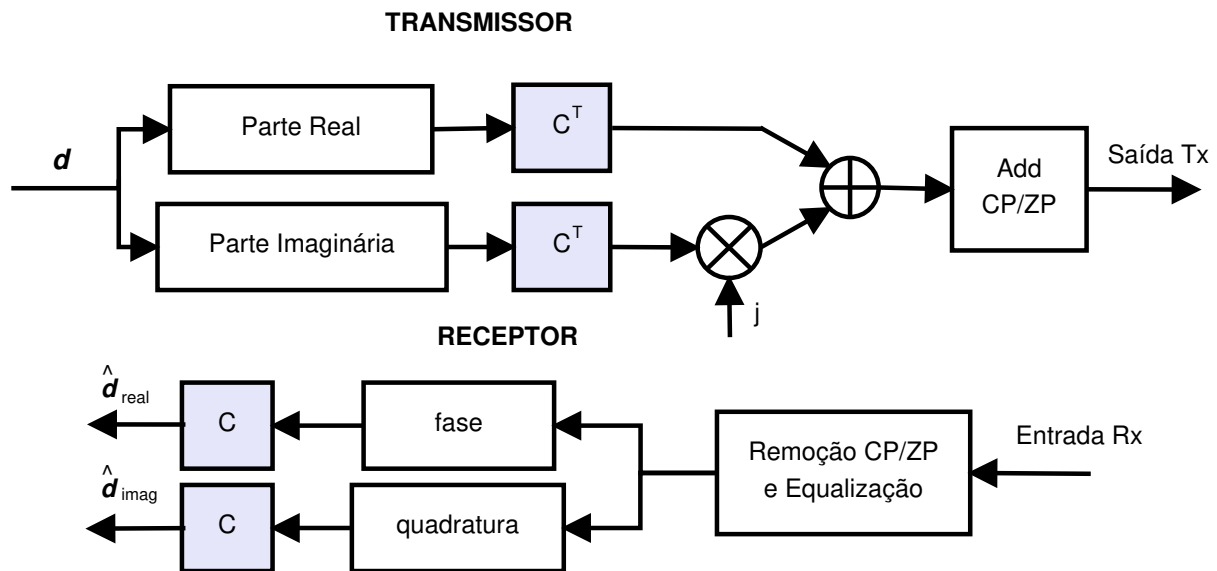 TRANSMISSOR
d
Parte Real
C^T
Parte Imaginária
C^T
j
Add
CP/ZP
Saída Tx
RECEPTOR
d̂ real
C
fase
d̂ imag
C
quadratura
Remoção CP/ZP
e Equalização
Entrada Rx